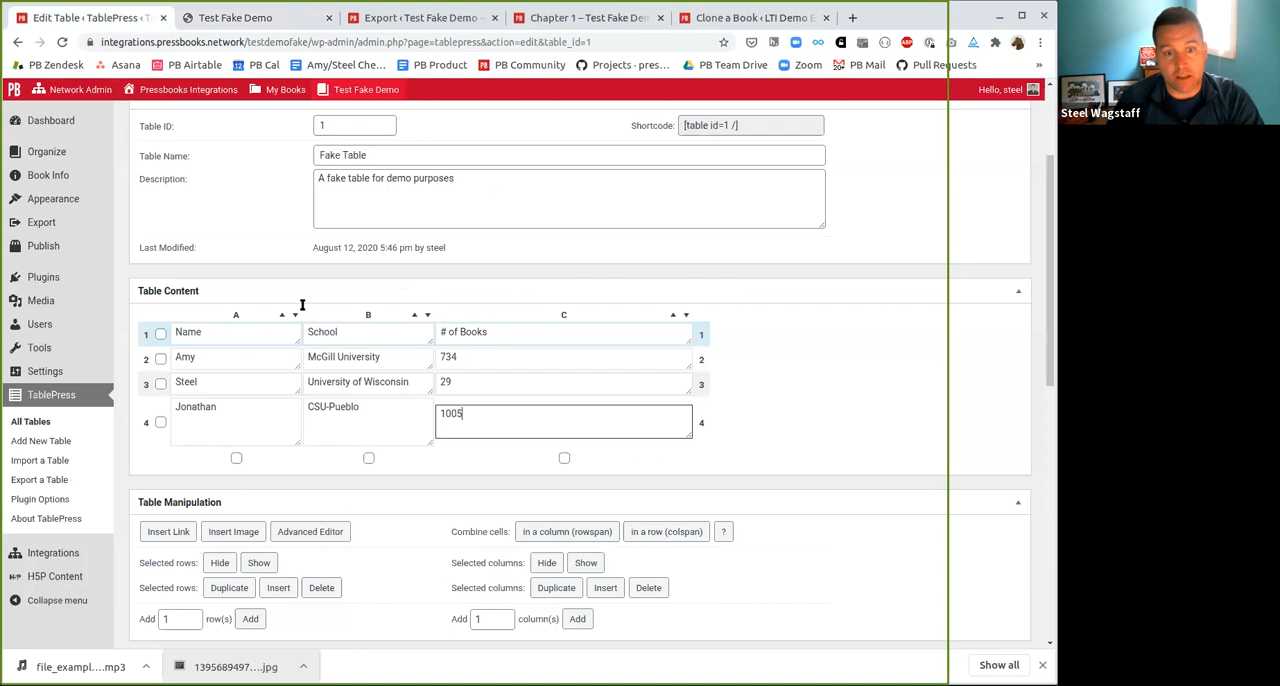 Edit Table ‹ TablePress ‹ T
Test Fake Demo
Export ‹ Test Fake Demo —
Chapter 1 – Test Fake De
Clone a Book ‹ LTI Demo B
integrations.pressbooks.network/testdemofake/wp-admin/admin.php?page=tablepress&action=edit&table_id=1
PB Zendesk
Asana
PB Airtable
PB Cal
Amy/Steel Che...
PB Product
PB Community
Projects · pres...
PB Team Drive
Zoom
PB Mail
Pull Requests
»
Network Admin
Pressbooks Integrations
My Books
Test Fake Demo
Hello, steel
Steel Wagstaff
Dashboard
Organize
Book Info
Appearance
Export
Publish
Plugins
Media
Users
Tools
Settings
TablePress
All Tables
Add New Table
Import a Table
Export a Table
Plugin Options
About TablePress
Integrations
H5P Content
Collapse menu
Table ID: 1 Shortcode: [table id=1 /]
Table Name: Fake Table
Description: A fake table for demo purposes
Last Modified: August 12, 2020 5:46 pm by steel
Table Content
A B C
1 Name School # of Books 1
2 Amy McGill University 734 2
3 Steel University of Wisconsin 29 3
4 Jonathan CSU-Pueblo 1005 4
Table Manipulation
Insert Link Insert Image Advanced Editor Combine cells: in a column (rowspan) in a row (colspan) ?
Selected rows: Hide Show Selected columns: Hide Show
Selected rows: Duplicate Insert Delete Selected columns: Duplicate Insert Delete
Add 1 row(s) Add Add 1 column(s) Add
file_exampl....mp3
1395689497....jpg
Show all